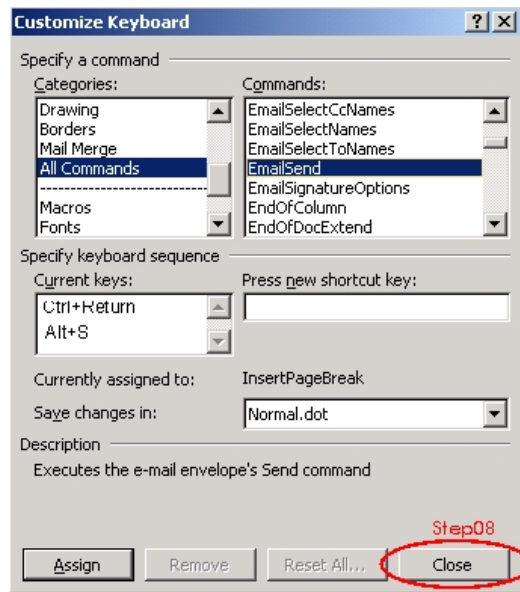 Customize Keyboard
Specify a command
Categories:
Commands:
Drawing
Borders
Mail Merge
All Commands
---------------------------
Macros
Fonts
EmailSelectCcNames
EmailSelectNames
EmailSelectToNames
EmailSend
EmailSignatureOptions
EndOfColumn
EndOfDocExtend
Specify keyboard sequence
Current keys:
Press new shortcut key:
Ctrl+Return
Alt+S
Currently assigned to: InsertPageBreak
Save changes in: Normal.dot
Description
Executes the e-mail envelope's Send command
Step08
Assign Remove Reset All... Close